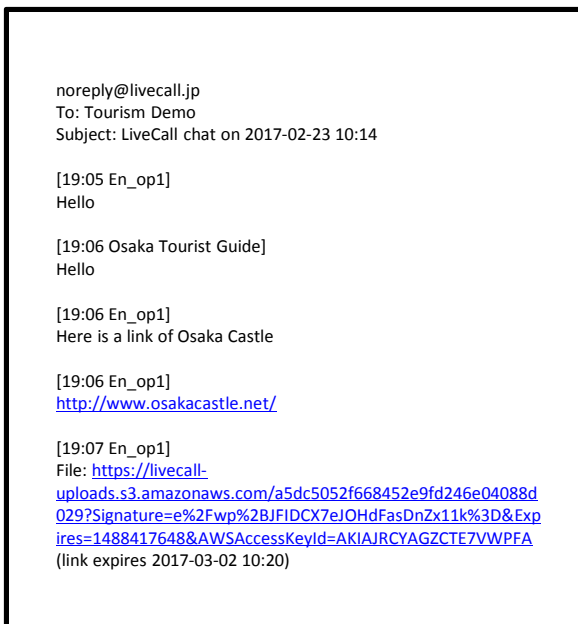 noreply@livecall.jp
To: Tourism Demo
Subject: LiveCall chat on 2017-02-23 10:14
[19:05 En_op1]
Hello
[19:06 Osaka Tourist Guide]
Hello
[19:06 En_op1]
Here is a link of Osaka Castle
[19:06 En_op1]
http://www.osakacastle.net/
[19:07 En_op1]
File: https://livecall-
uploads.s3.amazonaws.com/a5dc5052f668452e9fd246e04088d
029?Signature=e%2Fwp%2BJFIDCX7eJOHdFasDnZx11k%3D&Exp
ires=1488417648&AWSAccessKeyId=AKIAJRCYAGZCTE7VWPFA
(link expires 2017-03-02 10:20)